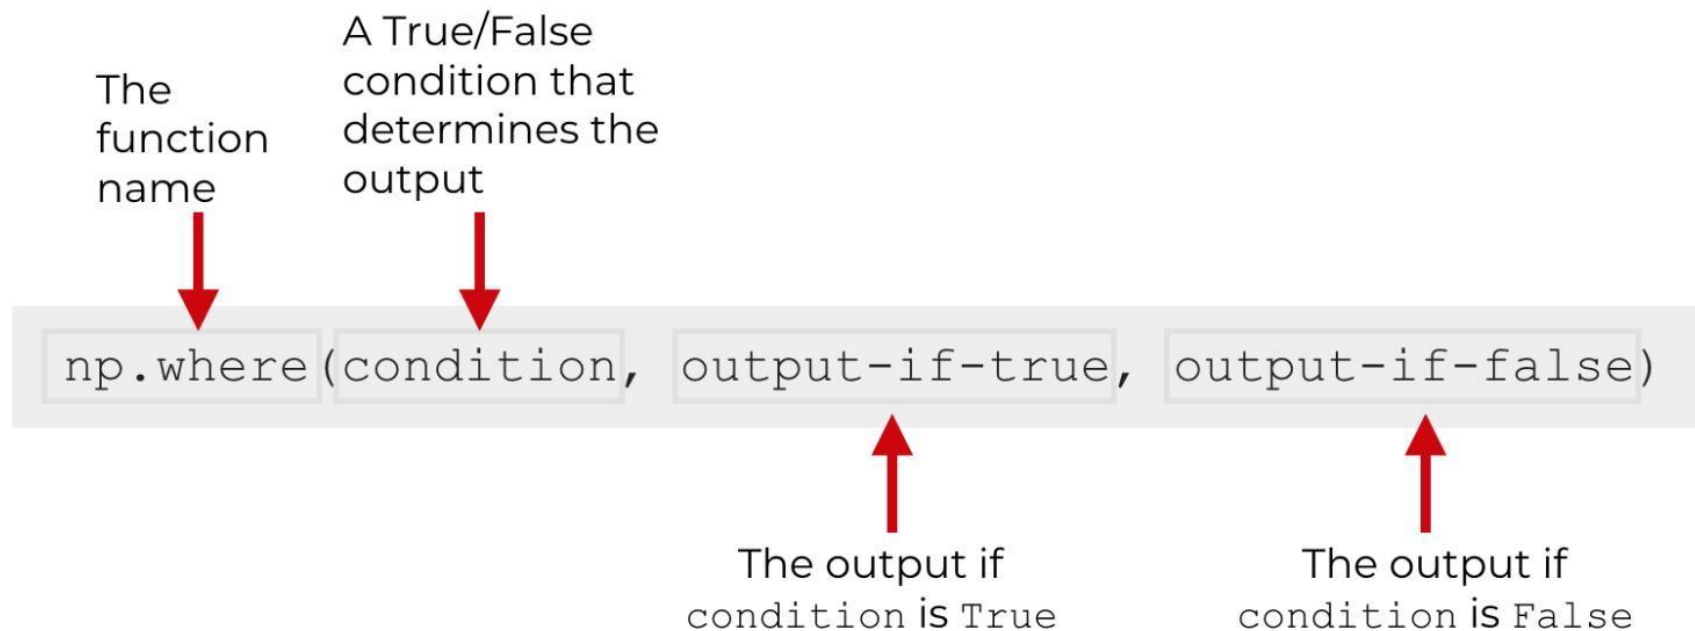 The
function
name
A True/False
condition that
determines the
output
np.where(condition, output-if-true, output-if-false)
The output if
condition is True
The output if
condition is False